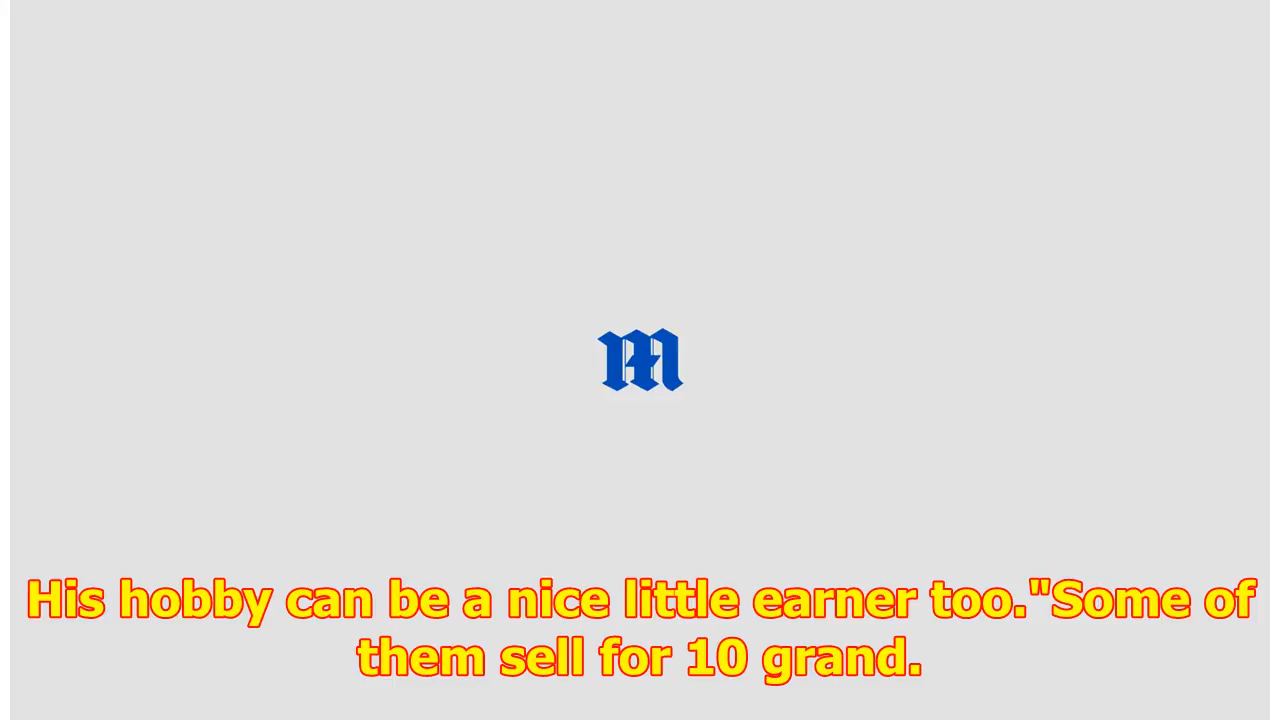 m
His hobby can be a nice little earner too."Some of
them sell for 10 grand.